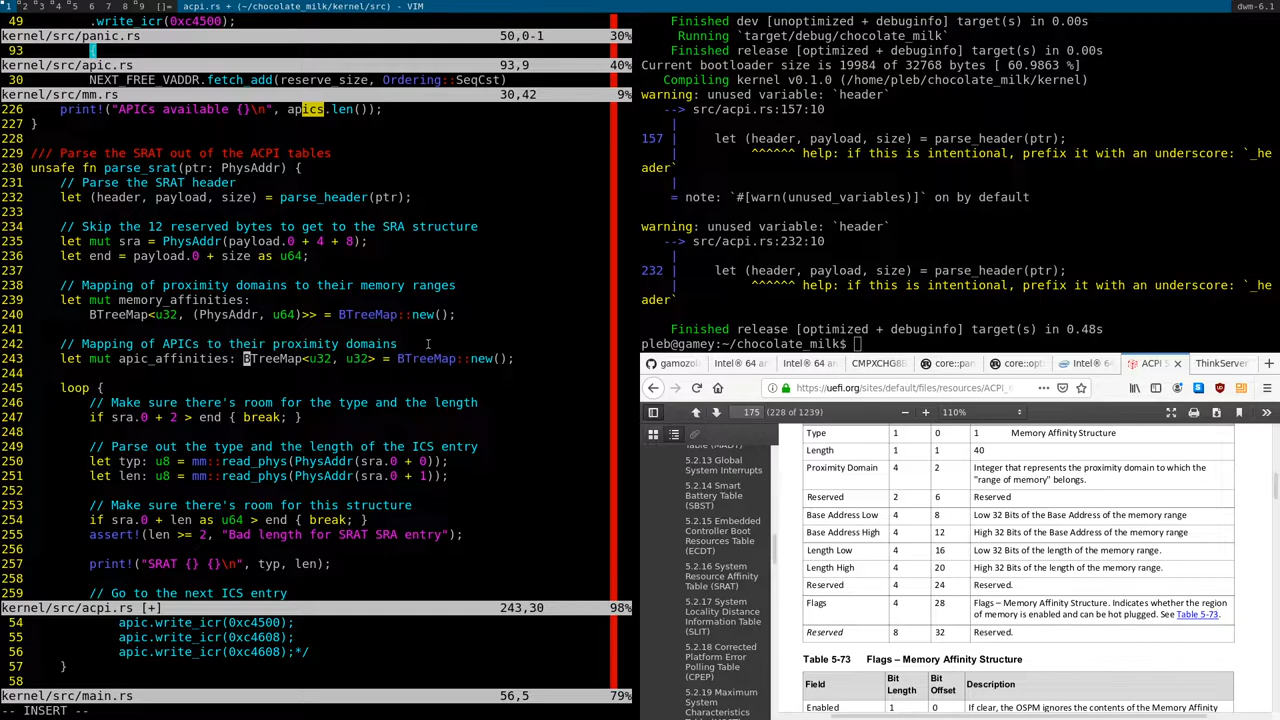 1 2 3 4 5 6 7 8 9 []= acpi.rs + (~/chocolate_milk/kernel/src) - VIM
dwm-6.1
49 .write_icr(0xc4500);
kernel/src/panic.rs 50,0-1 30%
93 {
kernel/src/apic.rs 93,9 40%
30 NEXT_FREE_VADDR.fetch_add(reserve_size, Ordering::SeqCst)
kernel/src/mm.rs 30,42 9%
226 print!("APICs available {}\n", apics.len());
227 }
228
229 /// Parse the SRAT out of the ACPI tables
230 unsafe fn parse_srat(ptr: PhysAddr) {
231 // Parse the SRAT header
232 let (header, payload, size) = parse_header(ptr);
233
234 // Skip the 12 reserved bytes to get to the SRA structure
235 let mut sra = PhysAddr(payload.0 + 4 + 8);
236 let end = payload.0 + size as u64;
237
238 // Mapping of proximity domains to their memory ranges
239 let mut memory_affinities:
240 BTreeMap<u32, (PhysAddr, u64)>> = BTreeMap::new();
241
242 // Mapping of APICs to their proximity domains
243 let mut apic_affinities: BTreeMap<u32, u32> = BTreeMap::new();
244
245 loop {
246 // Make sure there's room for the type and the length
247 if sra.0 + 2 > end { break; }
248
249 // Parse out the type and the length of the ICS entry
250 let typ: u8 = mm::read_phys(PhysAddr(sra.0 + 0));
251 let len: u8 = mm::read_phys(PhysAddr(sra.0 + 1));
252
253 // Make sure there's room for this structure
254 if sra.0 + len as u64 > end { break; }
255 assert!(len >= 2, "Bad length for SRAT SRA entry");
256
257 print!("SRAT {} {}\n", typ, len);
258
259 // Go to the next ICS entry
kernel/src/acpi.rs [+] 243,30 98%
54 apic.write_icr(0xc4500);
55 apic.write_icr(0xc4608);
56 apic.write_icr(0xc4608);*/
57 }
58
kernel/src/main.rs 56,5 79%
-- INSERT --
Finished dev [unoptimized + debuginfo] target(s) in 0.00s
Running `target/debug/chocolate_milk`
Finished release [optimized + debuginfo] target(s) in 0.00s
Current bootloader size is 19984 of 32768 bytes [ 60.9863 %]
Compiling kernel v0.1.0 (/home/pleb/chocolate_milk/kernel)
warning: unused variable: `header`
--> src/acpi.rs:157:10
|
157 | let (header, payload, size) = parse_header(ptr);
| ^^^^^^ help: if this is intentional, prefix it with an underscore: `_he
ader`
|
= note: `#[warn(unused_variables)]` on by default
warning: unused variable: `header`
--> src/acpi.rs:232:10
|
232 | let (header, payload, size) = parse_header(ptr);
| ^^^^^^ help: if this is intentional, prefix it with an underscore: `_he
ader`
Finished release [optimized + debuginfo] target(s) in 0.48s
pleb@gamey:~/chocolate_milk$
gamozol Intel® 64 a Intel® 64 a CMPXCHG8B core::pan core::ptr Intel® 64 ACPI S ThinkServer
https://uefi.org/sites/default/files/resources/ACPI_
175 (228 of 1239) 110%
Table (MADT)
5.2.13 Global
System Interrupts
5.2.14 Smart
Battery Table
(SBST)
5.2.15 Embedded
Controller Boot
Resources Table
(ECDT)
5.2.16 System
Resource Affinity
Table (SRAT)
5.2.17 System
Locality Distance
Information Table
(SLIT)
5.2.18 Corrected
Platform Error
Polling Table
(CPEP)
5.2.19 Maximum
System
Characteristics
Type 1 0 1 Memory Affinity Structure
Length 1 1 40
Proximity Domain 4 2 Integer that represents the proximity domain to which the
"range of memory" belongs.
Reserved 2 6 Reserved
Base Address Low 4 8 Low 32 Bits of the Base Address of the memory range
Base Address High 4 12 High 32 Bits of the Base Address of the memory range
Length Low 4 16 Low 32 Bits of the length of the memory range.
Length High 4 20 High 32 Bits of the length of the memory range.
Reserved 4 24 Reserved.
Flags 4 28 Flags – Memory Affinity Structure. Indicates whether the region
of memory is enabled and can be hot plugged. See Table 5-73.
Reserved 8 32 Reserved.
Table 5-73 Flags – Memory Affinity Structure
Field Bit Length Bit Offset Description
Enabled 1 0 If clear, the OSPM ignores the contents of the Memory Affinity